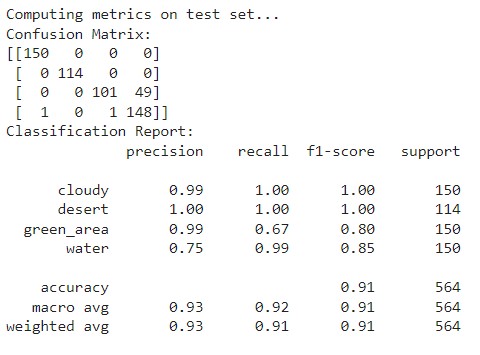 Computing metrics on test set...
Confusion Matrix:
[[150   0   0   0]
 [  0 114   0   0]
 [  0   0 101  49]
 [  1   0   1 148]]
Classification Report:
              precision    recall  f1-score   support

      cloudy       0.99      1.00      1.00       150
      desert       1.00      1.00      1.00       114
  green_area       0.99      0.67      0.80       150
       water       0.75      0.99      0.85       150

    accuracy                           0.91       564
   macro avg       0.93      0.92      0.91       564
weighted avg       0.93      0.91      0.91       564